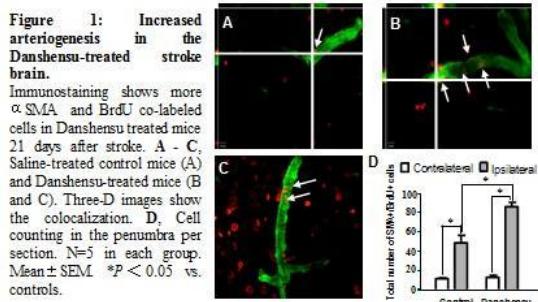 Figure 1: Increased
arteriogenesis in the
Danshensu-treated stroke
brain.
Immunostaining shows more
αSMA and BrdU co-labeled
cells in Danshensu treated mice
21 days after stroke. A - C,
Saline-treated control mice (A)
and Danshensu-treated mice (B
and C). Three-D images show
the colocalization. D, Cell
counting in the penumbra per
section. N=5 in each group.
Mean±SEM. *P < 0.05 vs.
controls.
A
B
C
D
Contralateral Ipsilateral
Total number of SMA+/BrdU+ cells
100
80
60
40
20
0
* * *
Control Danshensu